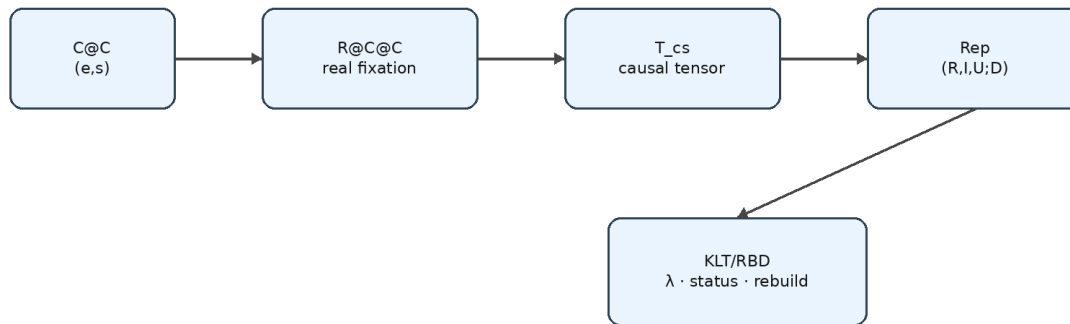 C@C
(e,s)
R@C@C
real fixation
T_cs
causal tensor
Rep
(R,I,U;D)
KLT/RBD
λ · status · rebuild